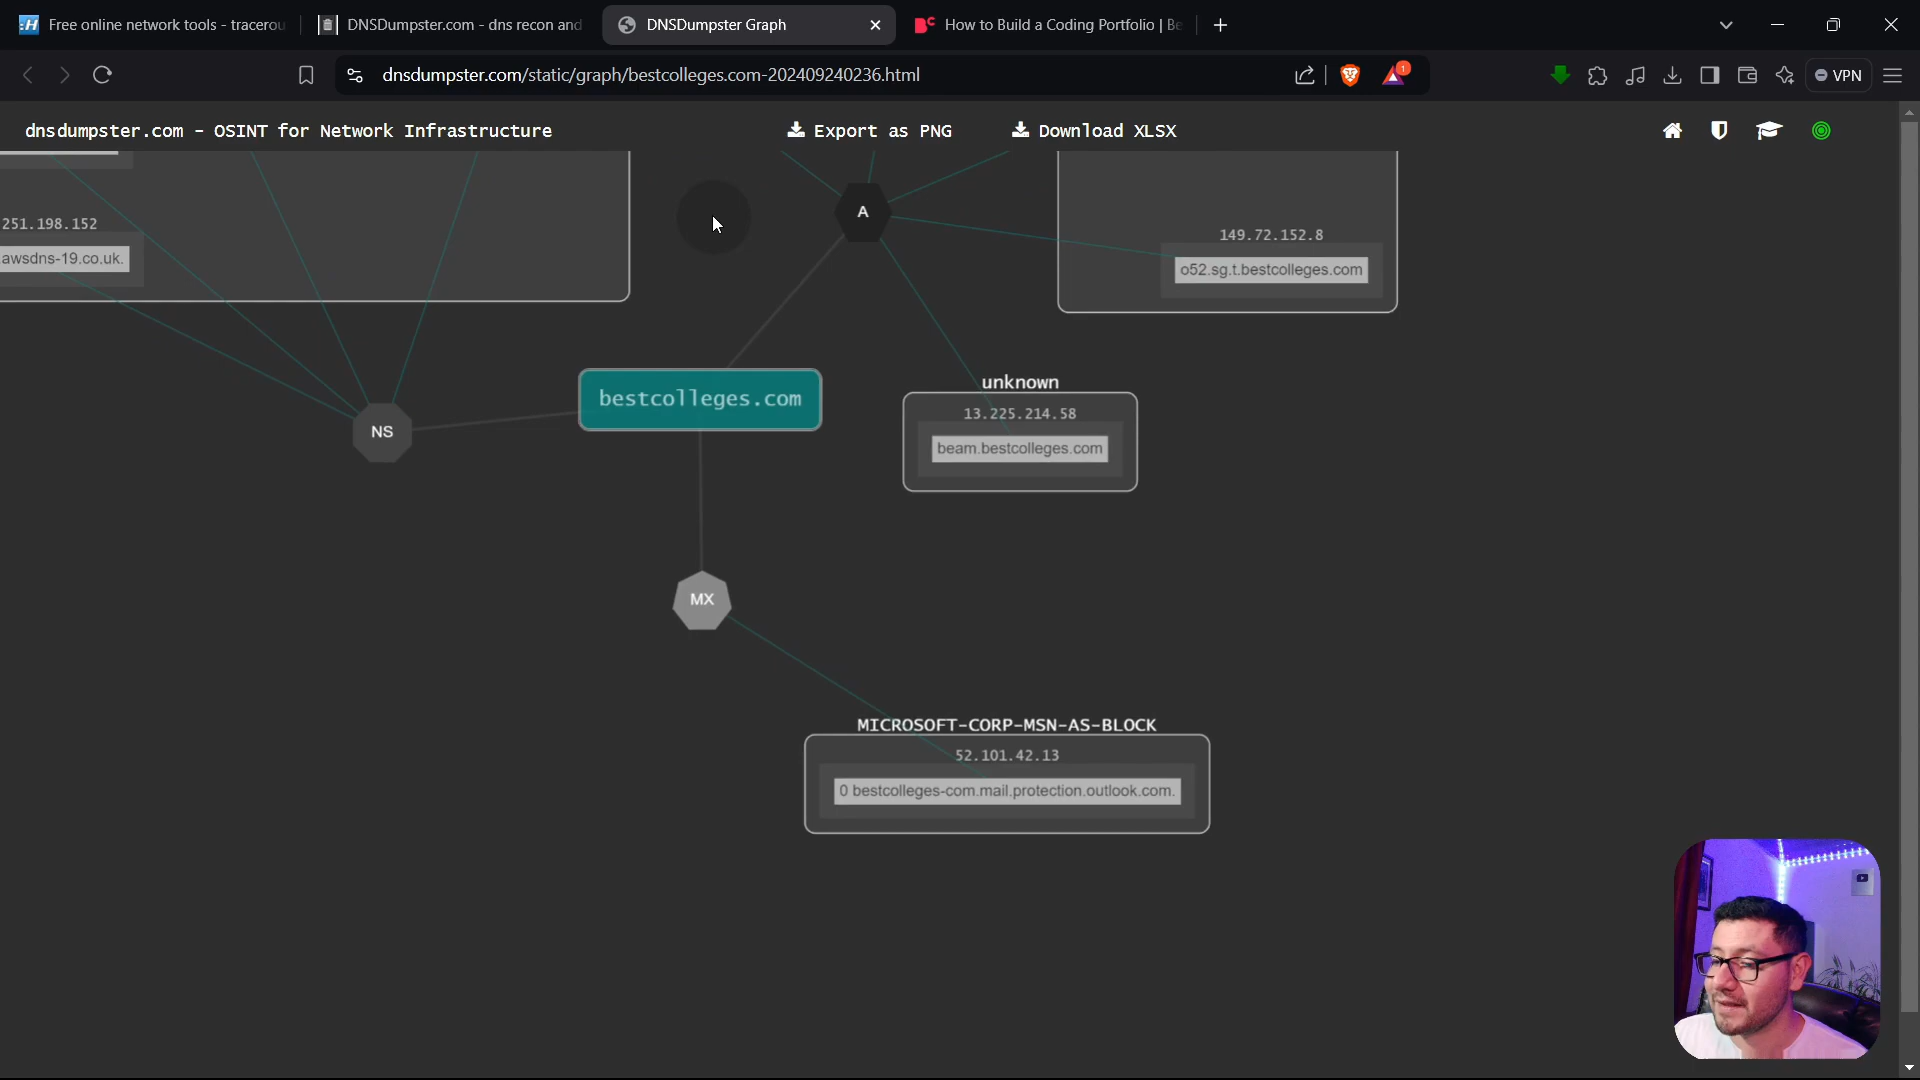 Free online network tools - tracerou
DNSDumpster.com - dns recon and
DNSDumpster Graph
How to Build a Coding Portfolio | Be
dnsdumpster.com/static/graph/bestcolleges.com-202409240236.html
1
VPN
dnsdumpster.com - OSINT for Network Infrastructure
Export as PNG
Download XLSX
251.198.152
awsdns-19.co.uk.
A
149.72.152.8
o52.sg.t.bestcolleges.com
bestcolleges.com
NS
unknown
13.225.214.58
beam.bestcolleges.com
MX
MICROSOFT-CORP-MSN-AS-BLOCK
52.101.42.13
0 bestcolleges-com.mail.protection.outlook.com.